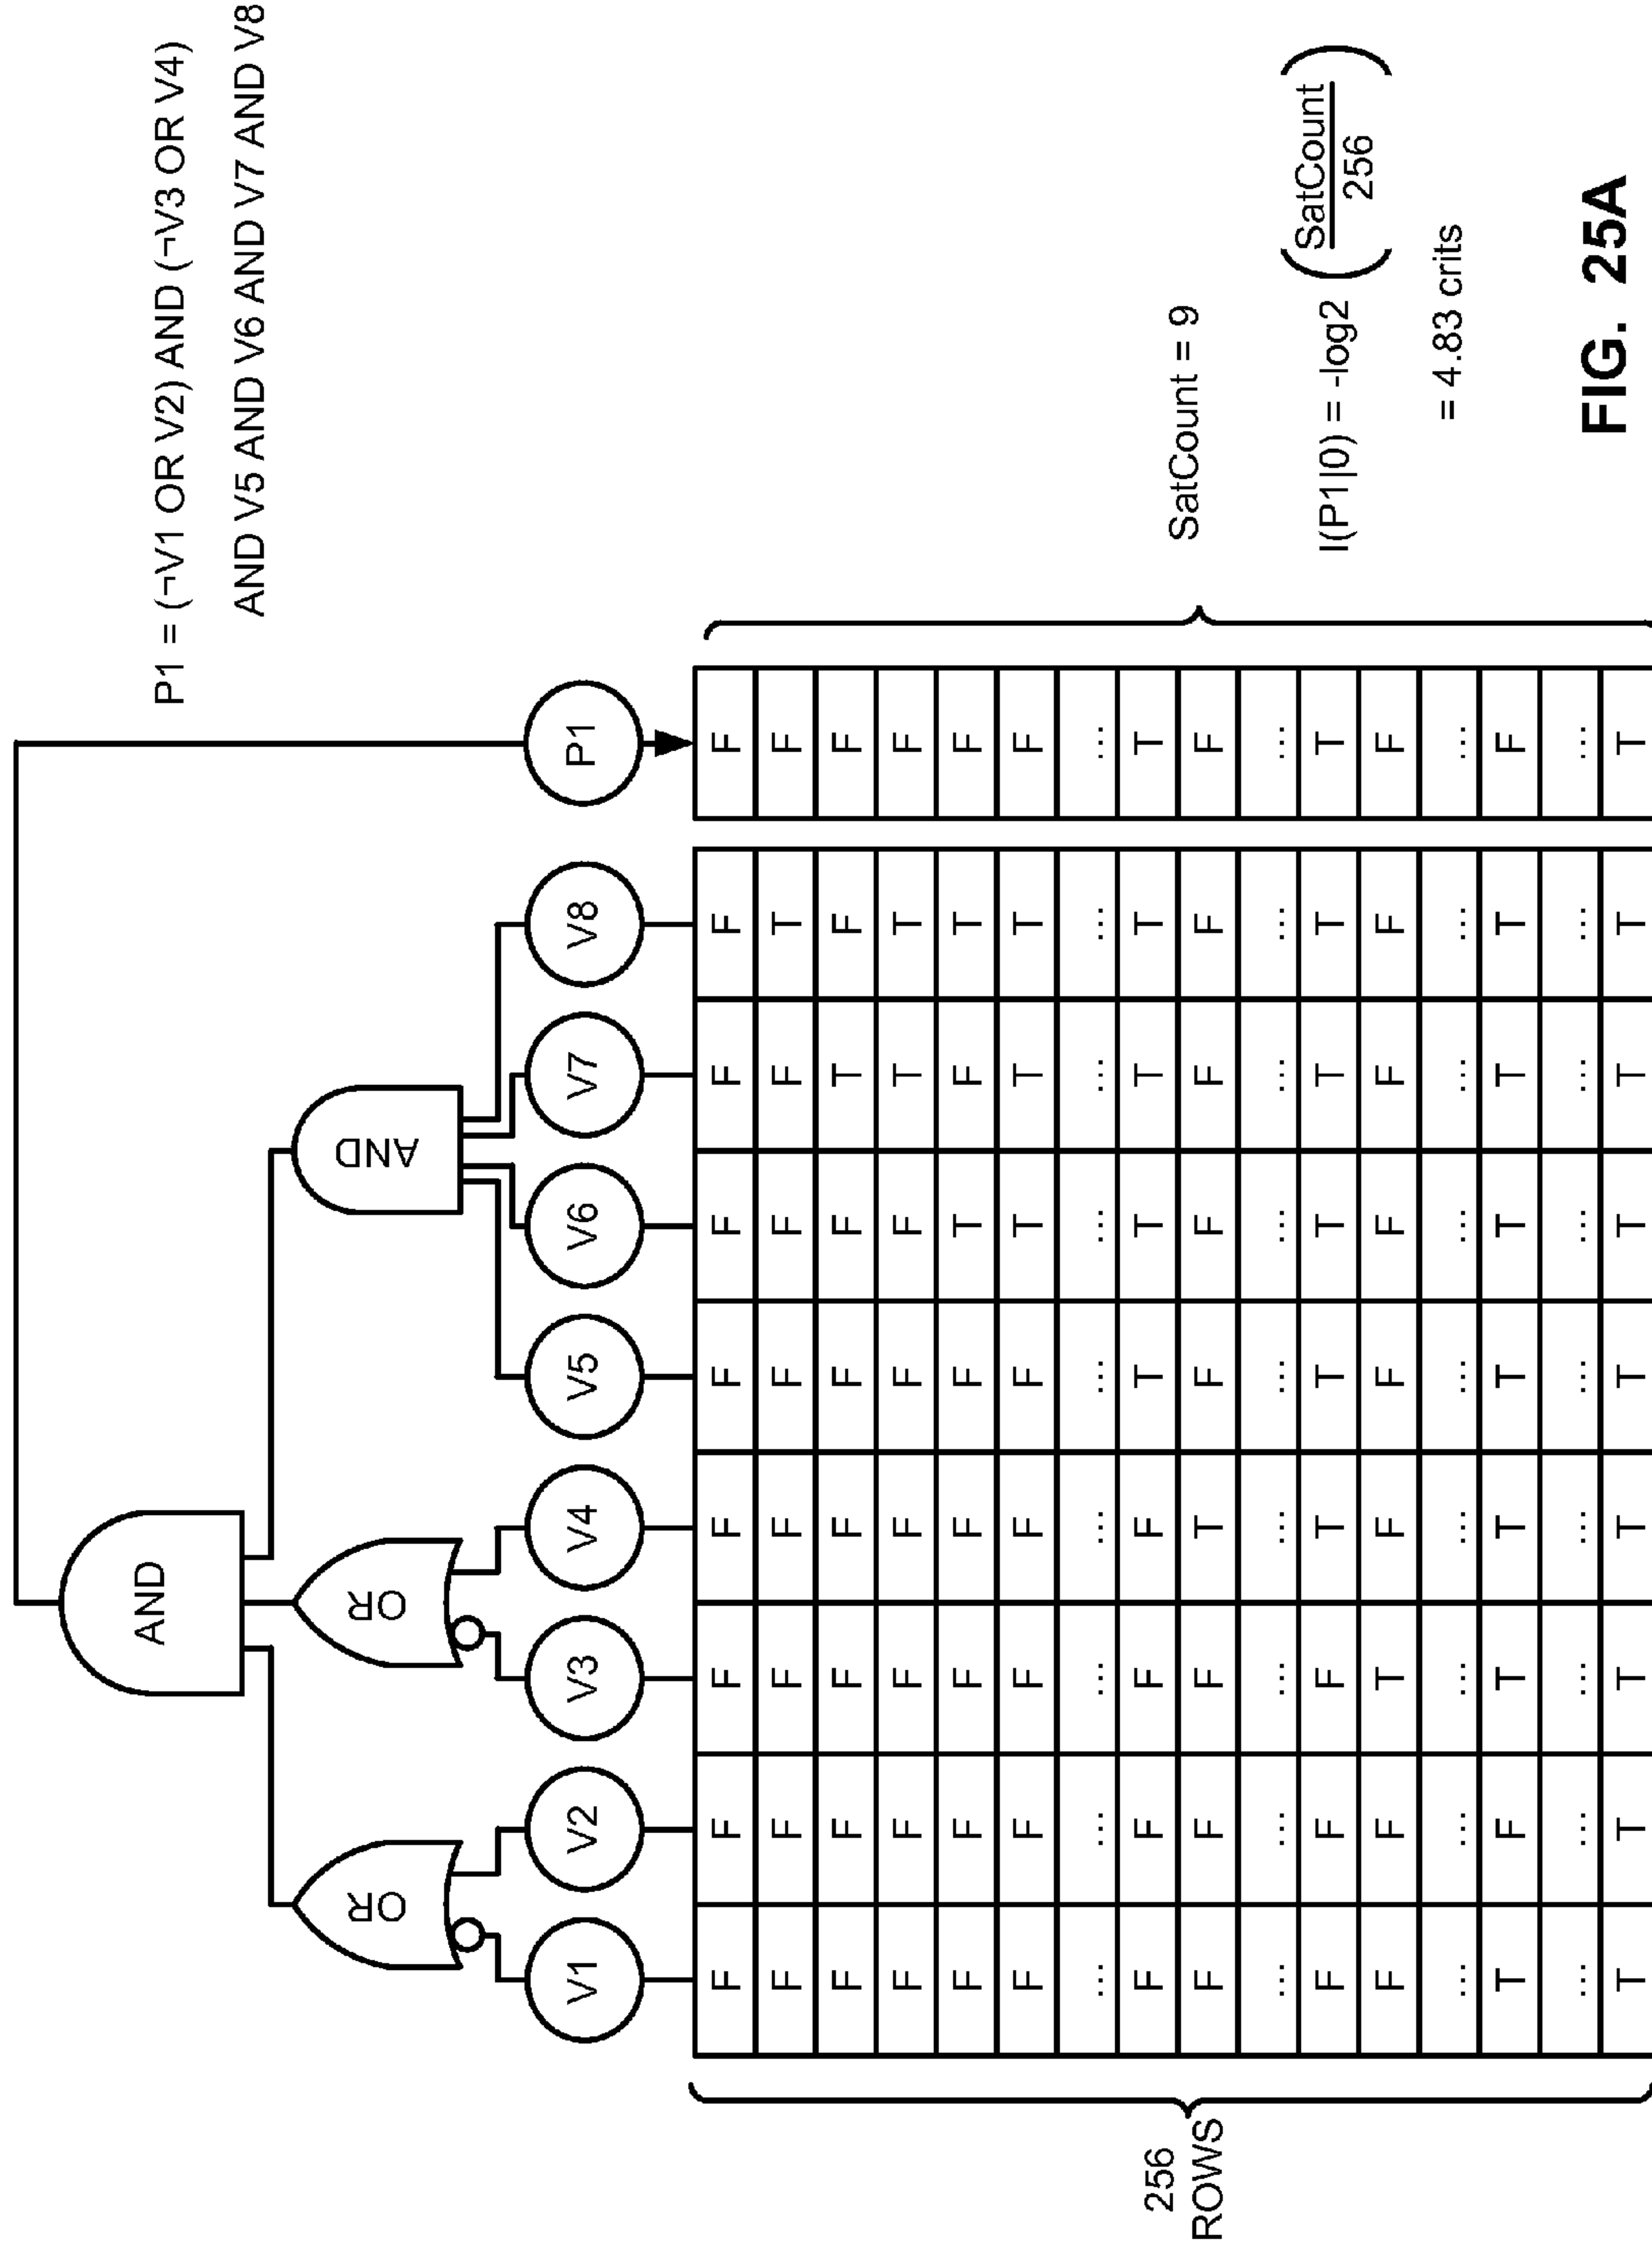 P1 = (¬V1 OR V2) AND (¬V3 OR V4)
AND V5 AND V6 AND V7 AND V8
AND
OR
OR
AND
V1 V2 V3 V4 V5 V6 V7 V8 P1
F F F F F F F F F
F F F F F F F T F
F F F F F F T F F
F F F F F F T T F
F F F F F T F T F
F F F F F T T T F
... ... ... ... ... ... ... ... ...
F F F F T T T T T
F F F T F F F F F
... ... ... ... ... ... ... ... ...
F F F T T T T T T
F F T F F F F F F
... ... ... ... ... ... ... ... ...
T F T T T T T T F
... ... ... ... ... ... ... ... ...
T T T T T T T T T
256
ROWS
SatCount = 9
I(P1|0) = -log2 (SatCount
256)
= 4.83 crits
FIG. 25A